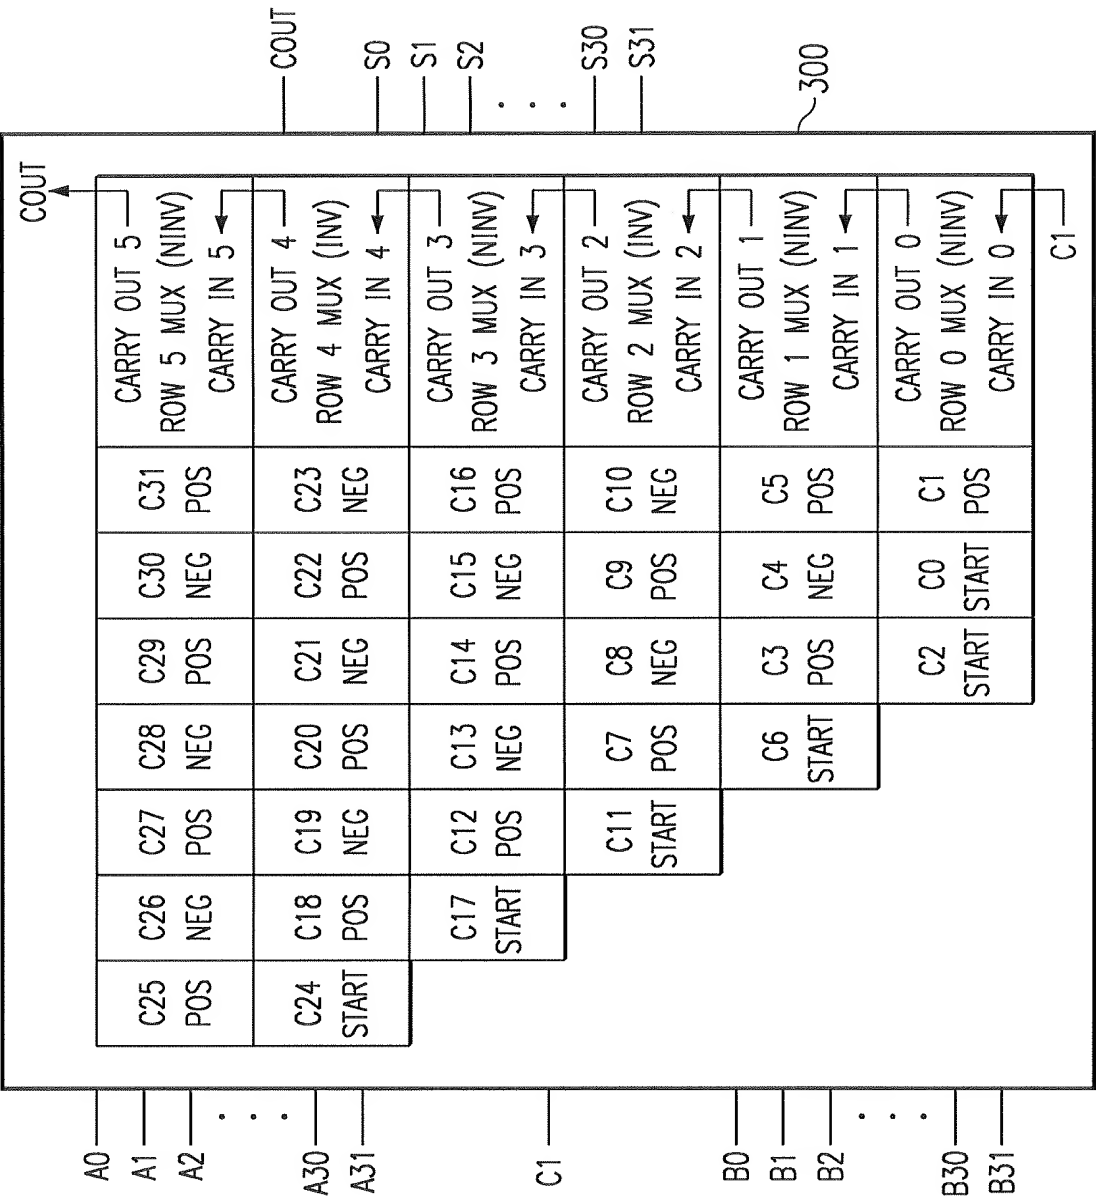 COUT
S0
S1
S2
S30
S31
300
COUT
CARRY OUT 5
ROW 5 MUX (NINV)
CARRY IN 5
CARRY OUT 4
ROW 4 MUX (INV)
CARRY IN 4
CARRY OUT 3
ROW 3 MUX (NINV)
CARRY IN 3
CARRY OUT 2
ROW 2 MUX (INV)
CARRY IN 2
CARRY OUT 1
ROW 1 MUX (NINV)
CARRY IN 1
CARRY OUT 0
ROW 0 MUX (NINV)
CARRY IN 0
C1
C31
POS
C23
NEG
C16
POS
C10
NEG
C5
POS
C1
POS
C30
NEG
C22
POS
C15
NEG
C9
POS
C4
NEG
C0
START
C29
POS
C21
NEG
C14
POS
C8
NEG
C3
POS
C2
START
C28
NEG
C20
POS
C13
NEG
C7
POS
C6
START
C27
POS
C19
NEG
C12
POS
C11
START
C26
NEG
C18
POS
C17
START
C25
POS
C24
START
A0
A1
A2
A30
A31
C1
B0
B1
B2
B30
B31